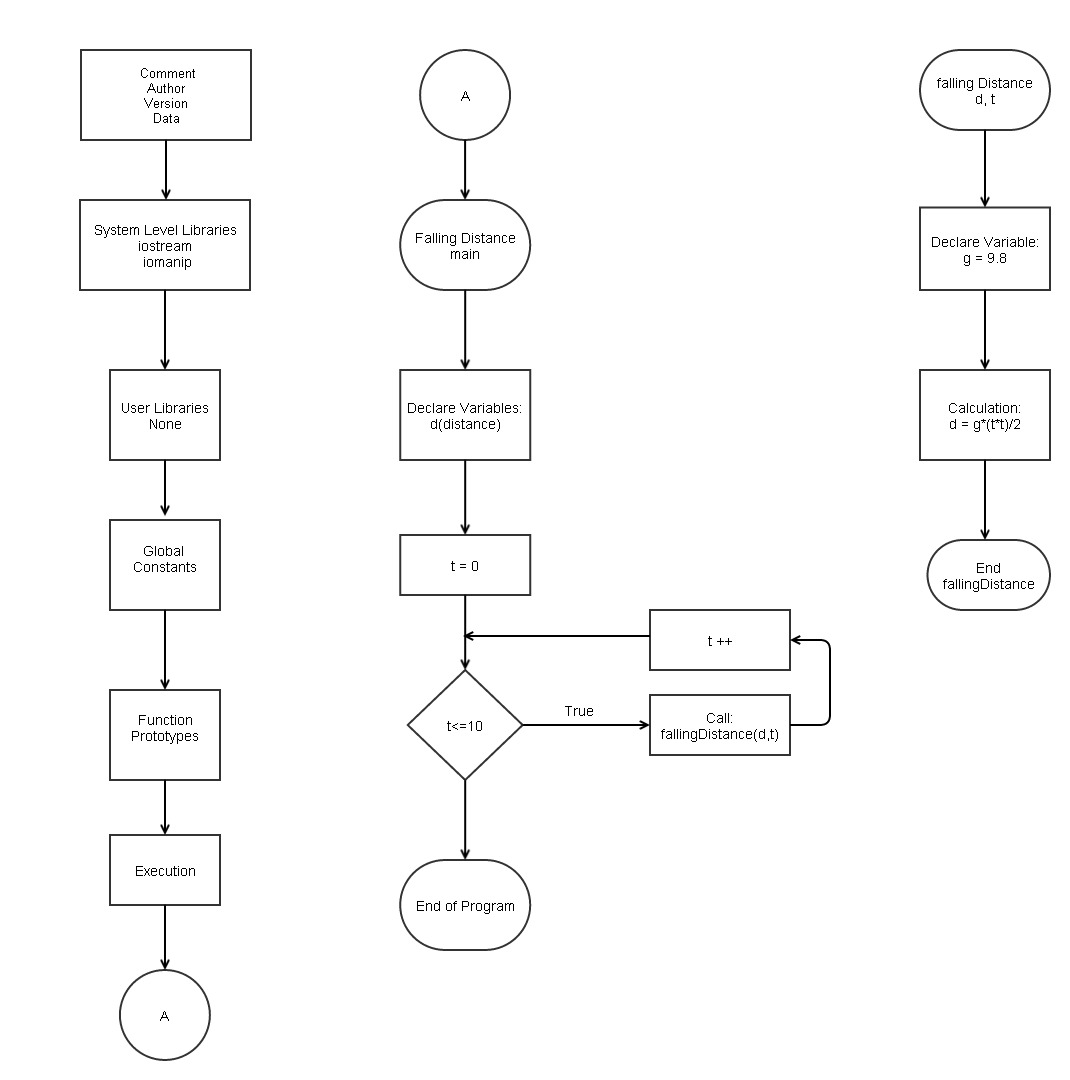 Comment
Author
Version
Data
System Level Libraries
iostream
iomanip
User Libraries
None
Global
Constants
Function
Prototypes
Execution
A
A
Falling Distance
main
Declare Variables:
d(distance)
t = 0
t<=10
True
Call:
fallingDistance(d,t)
t ++
End of Program
falling Distance
d, t
Declare Variable:
g = 9.8
Calculation:
d = g*(t*t)/2
End
fallingDistance